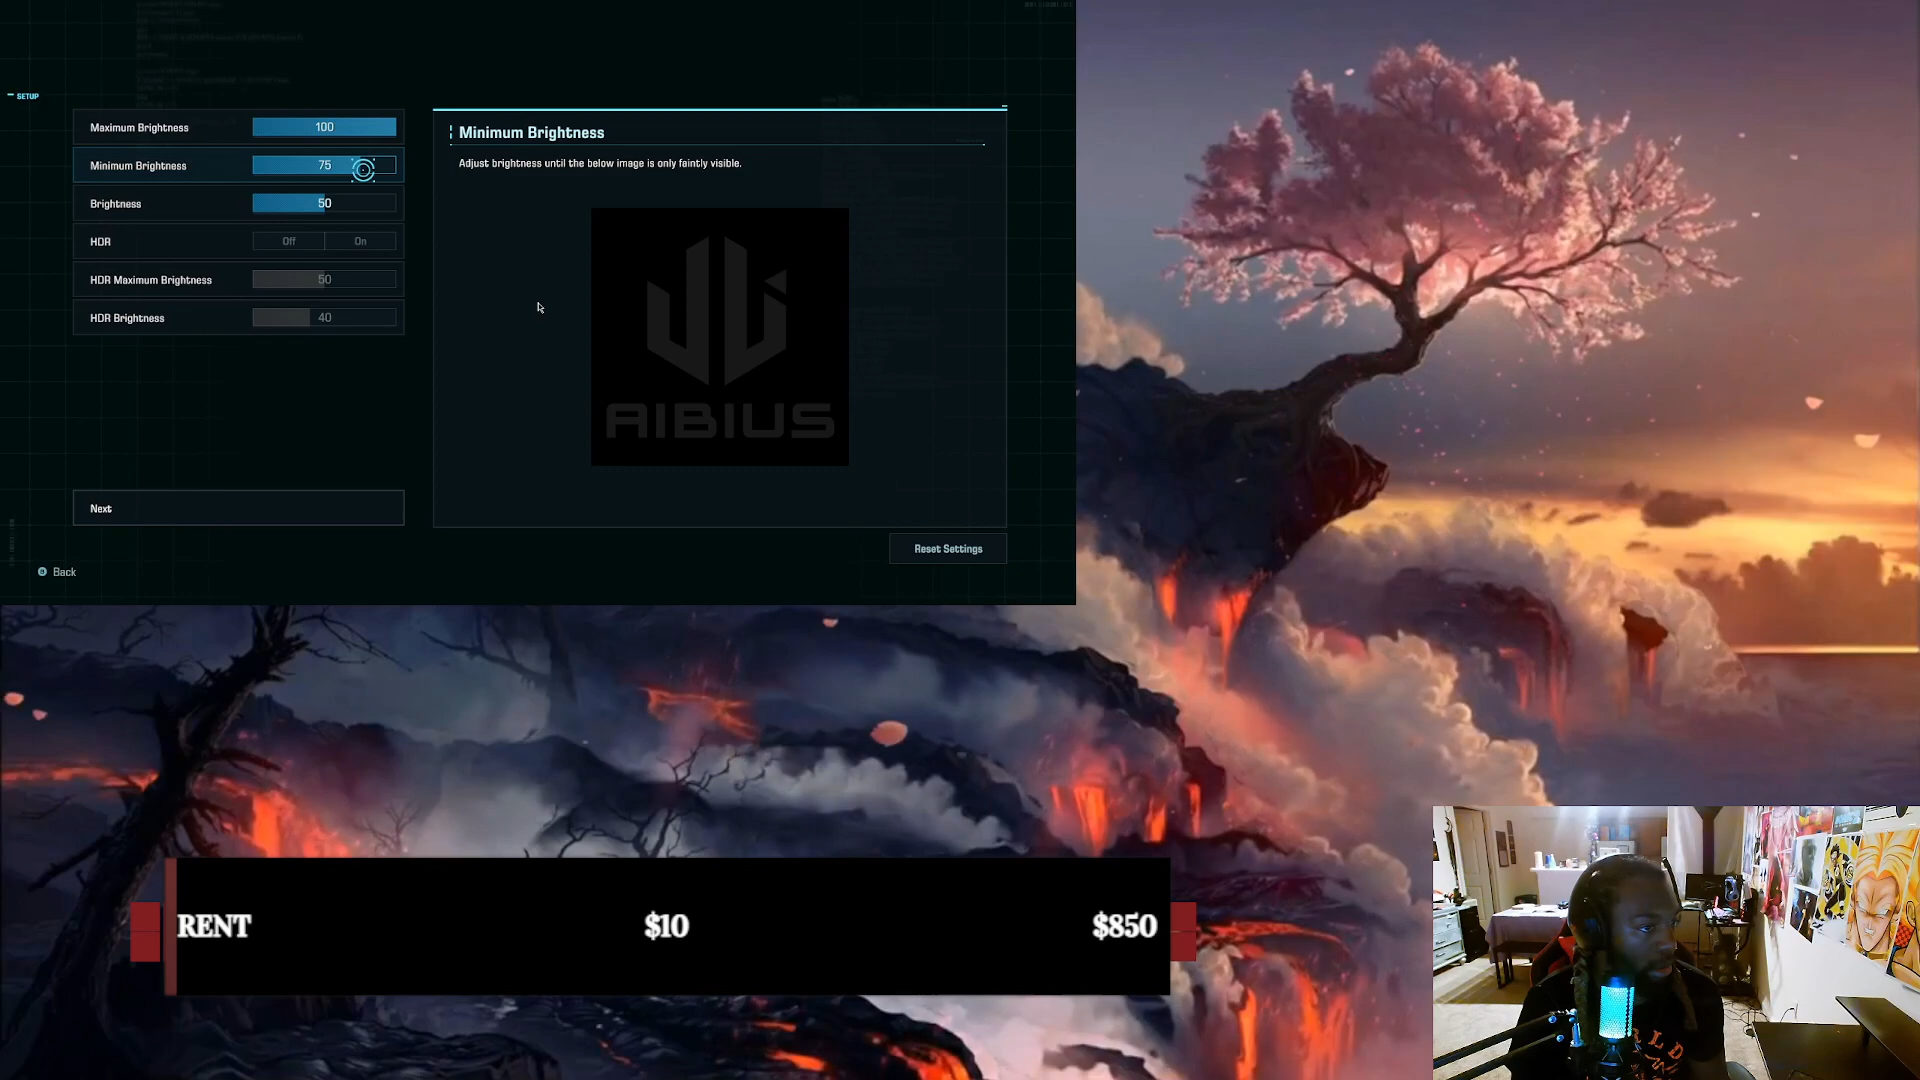 SETUP
Maximum Brightness 100
Minimum Brightness 75
Brightness 50
HDR Off On
HDR Maximum Brightness 50
HDR Brightness 40
Next
Back
Minimum Brightness
Adjust brightness until the below image is only faintly visible.
AIBIUS
Reset Settings
RENT $10 $850